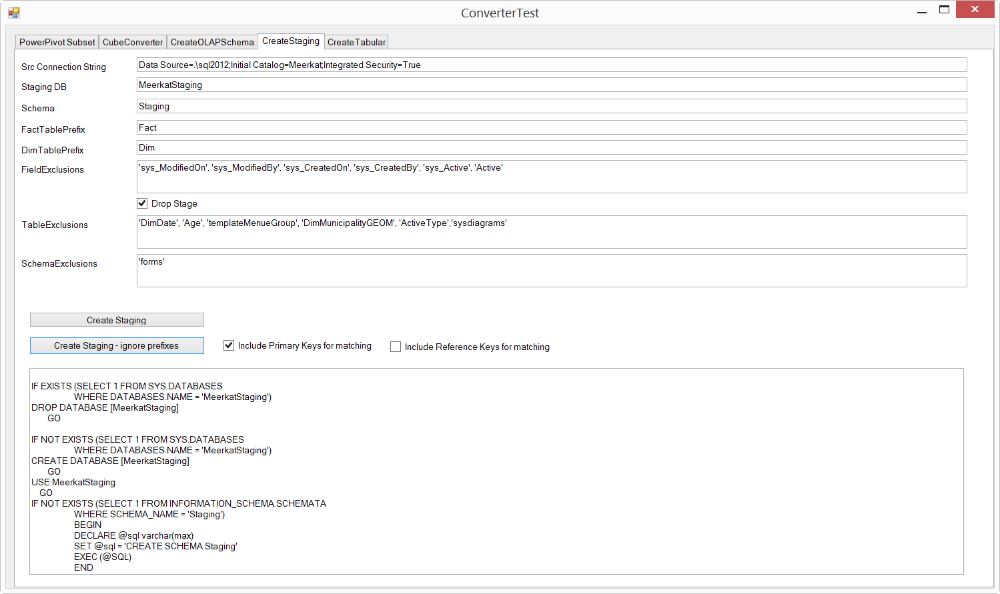 ConverterTest
PowerPivot Subset CubeConverter CreateOLAPSchema CreateStaging CreateTabular
Src Connection String Data Source=.\sql2012;Initial Catalog=Meerkat;Integrated Security=True
Staging DB MeerkatStaging
Schema Staging
FactTablePrefix Fact
DimTablePrefix Dim
FieldExclusions 'sys_ModifiedOn', 'sys_ModifiedBy', 'sys_CreatedOn', 'sys_CreatedBy', 'sys_Active', 'Active'
Drop Stage
TableExclusions 'DimDate', 'Age', 'templateMenueGroup', 'DimMunicipalityGEOM', 'ActiveType','sysdiagrams'
SchemaExclusions 'forms'
Create Staging
Create Staging - ignore prefixes Include Primary Keys for matching Include Reference Keys for matching
IF EXISTS (SELECT 1 FROM SYS.DATABASES
WHERE DATABASES.NAME = 'MeerkatStaging')
DROP DATABASE [MeerkatStaging]
GO
IF NOT EXISTS (SELECT 1 FROM SYS.DATABASES
WHERE DATABASES.NAME = 'MeerkatStaging')
CREATE DATABASE [MeerkatStaging]
GO
USE MeerkatStaging
GO
IF NOT EXISTS (SELECT 1 FROM INFORMATION_SCHEMA.SCHEMATA
WHERE SCHEMA_NAME = 'Staging')
BEGIN
DECLARE @sql varchar(max)
SET @sql = 'CREATE SCHEMA Staging'
EXEC (@SQL)
END